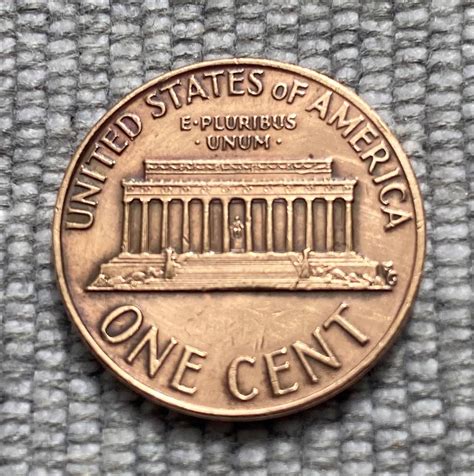 UNITED STATES OF AMERICA
E·PLURIBUS
·UNUM·
ONE CENT